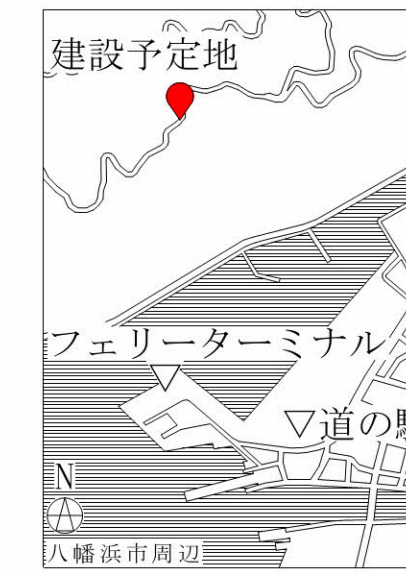 建設予定地
フェリーターミナル
▽道の駅
N
八幡浜市周辺